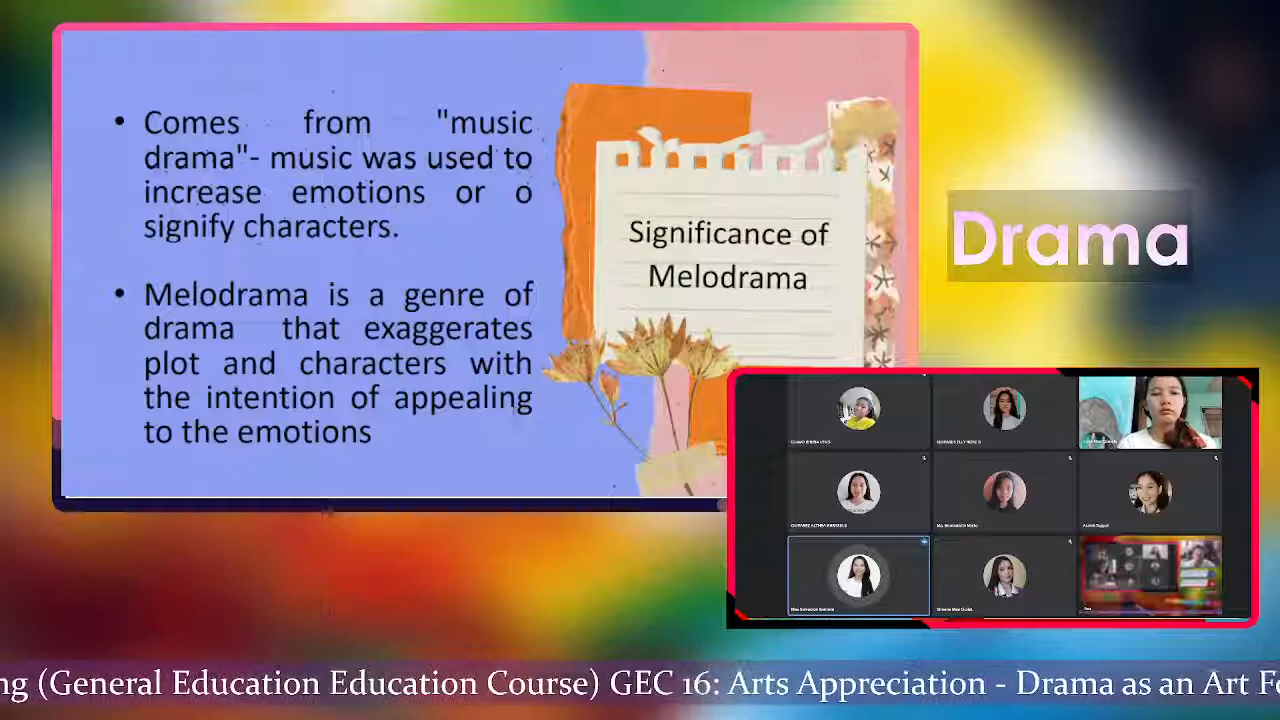 • Comes from "music
drama"- music was used to
increase emotions or o
signify characters.
• Melodrama is a genre of
drama that exaggerates
plot and characters with
the intention of appealing
to the emotions
Significance of
Melodrama
Drama
You
ng (General Education Education Course) GEC 16: Arts Appreciation - Drama as an Art Fo